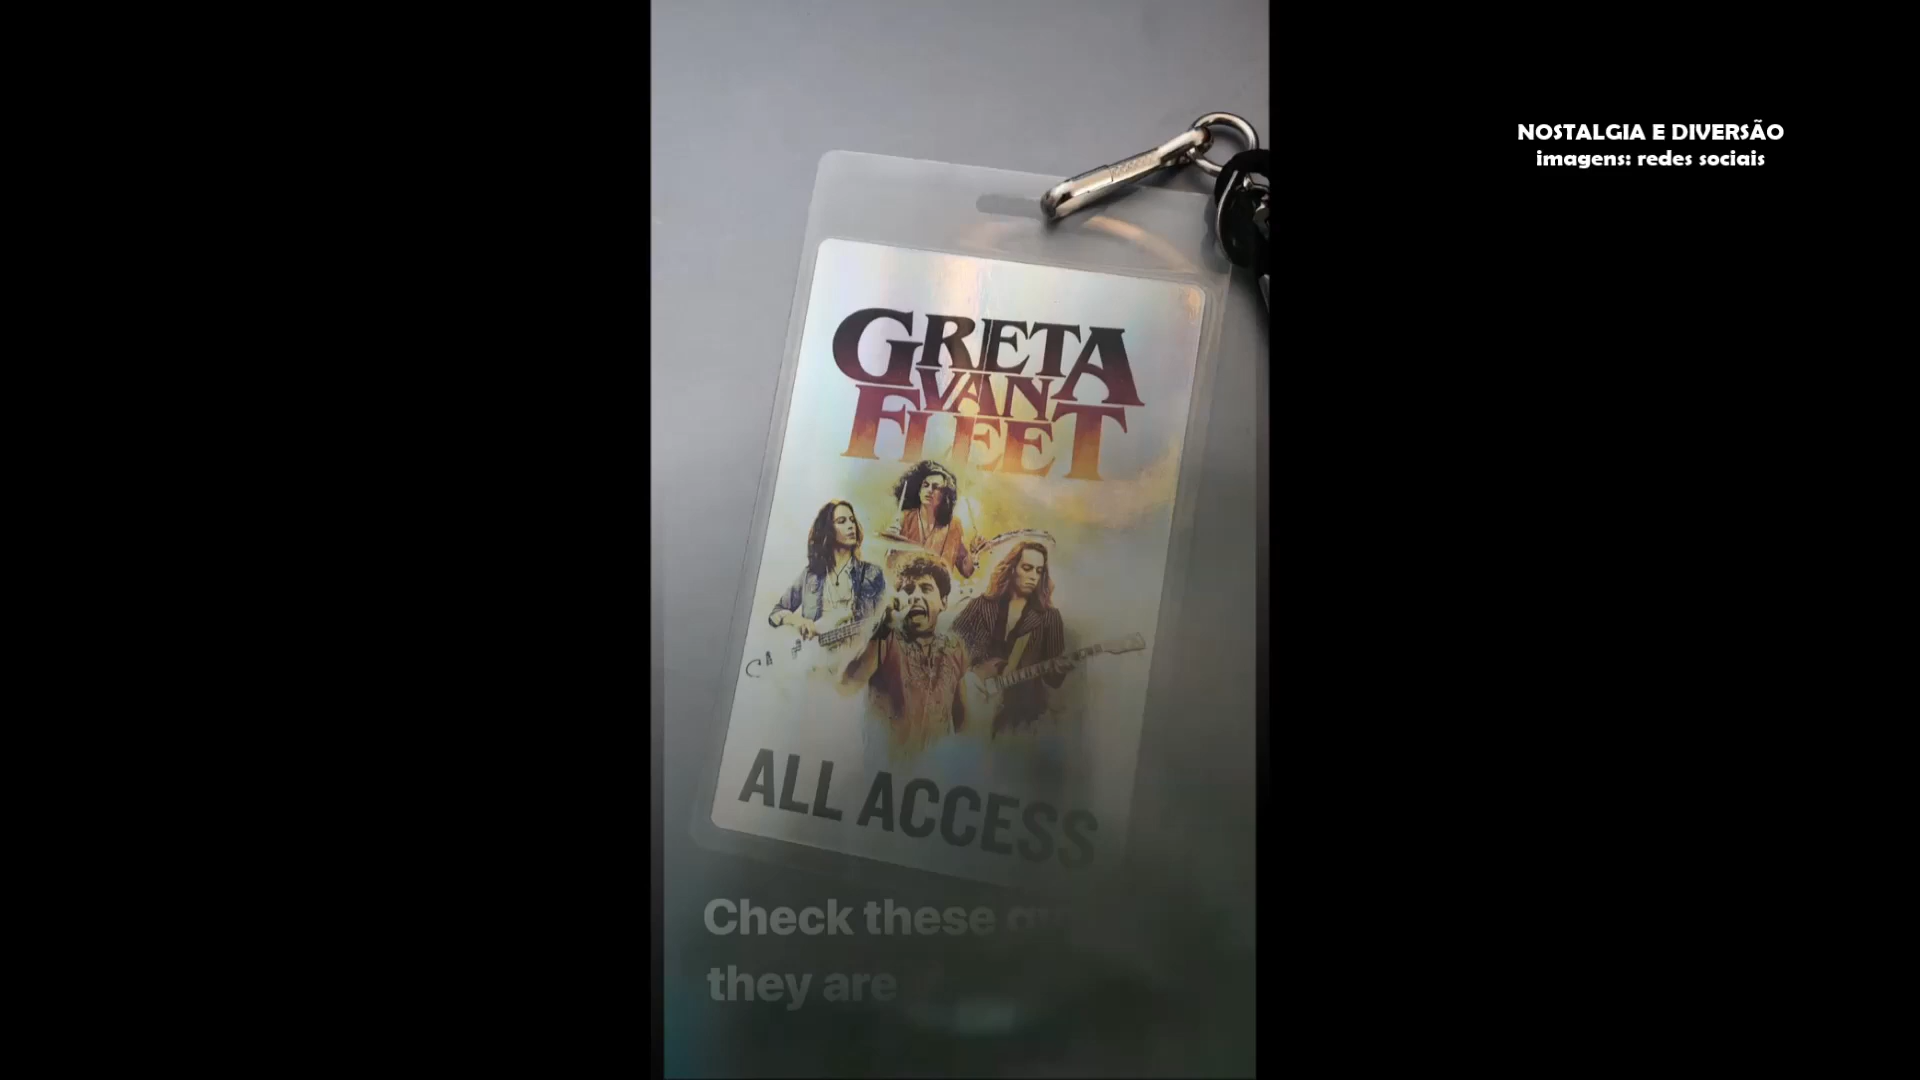 NOSTALGIA E DIVERSÃO
imagens: redes sociais
GRETA
VAN
FLEET
ALL ACCESS
Check these
they are